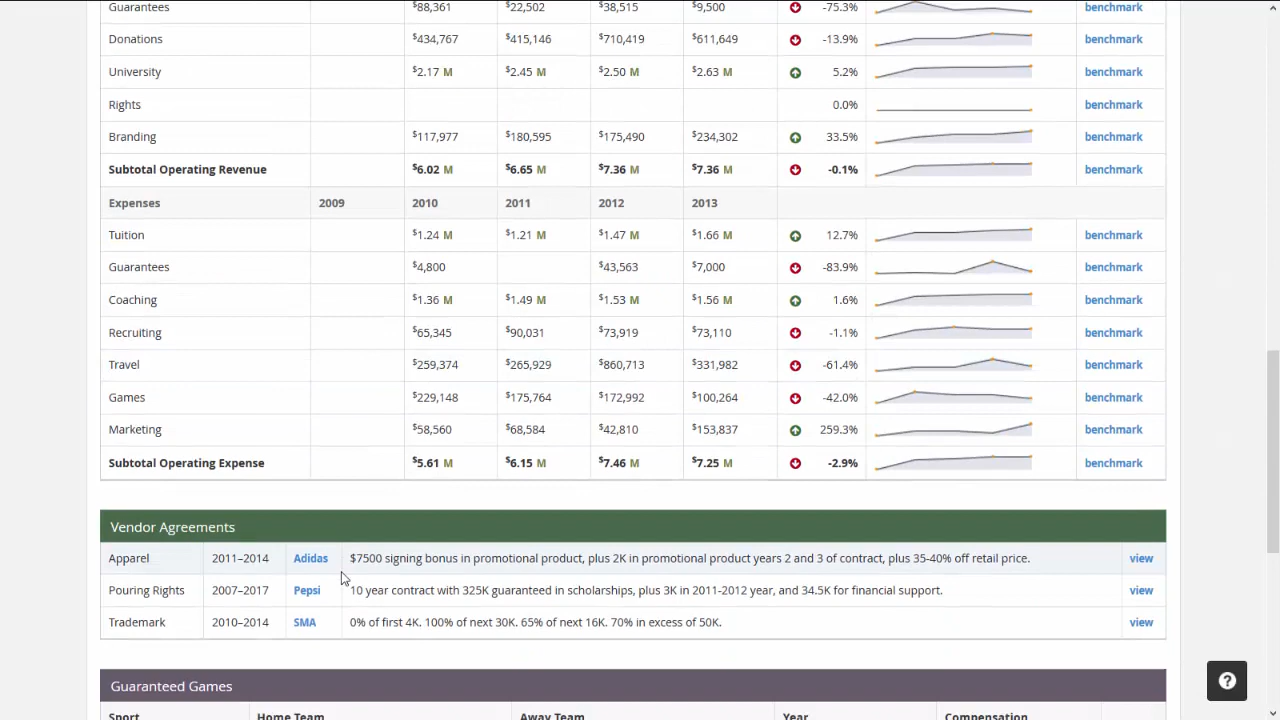 Guarantees $88,361 $22,502 $38,515 $9,500 -75.3% benchmark
Donations $434,767 $415,146 $710,419 $611,649 -13.9% benchmark
University $2.17 M $2.45 M $2.50 M $2.63 M 5.2% benchmark
Rights 0.0% benchmark
Branding $117,977 $180,595 $175,490 $234,302 33.5% benchmark
Subtotal Operating Revenue $6.02 M $6.65 M $7.36 M $7.36 M -0.1% benchmark
Expenses 2009 2010 2011 2012 2013
Tuition $1.24 M $1.21 M $1.47 M $1.66 M 12.7% benchmark
Guarantees $4,800 $43,563 $7,000 -83.9% benchmark
Coaching $1.36 M $1.49 M $1.53 M $1.56 M 1.6% benchmark
Recruiting $65,345 $90,031 $73,919 $73,110 -1.1% benchmark
Travel $259,374 $265,929 $860,713 $331,982 -61.4% benchmark
Games $229,148 $175,764 $172,992 $100,264 -42.0% benchmark
Marketing $58,560 $68,584 $42,810 $153,837 259.3% benchmark
Subtotal Operating Expense $5.61 M $6.15 M $7.46 M $7.25 M -2.9% benchmark
Vendor Agreements
Apparel 2011–2014 Adidas $7500 signing bonus in promotional product, plus 2K in promotional product years 2 and 3 of contract, plus 35-40% off retail price. view
Pouring Rights 2007–2017 Pepsi 10 year contract with 325K guaranteed in scholarships, plus 3K in 2011-2012 year, and 34.5K for financial support. view
Trademark 2010–2014 SMA 0% of first 4K. 100% of next 30K. 65% of next 16K. 70% in excess of 50K. view
Guaranteed Games
Sport Home Team Away Team Year Compensation